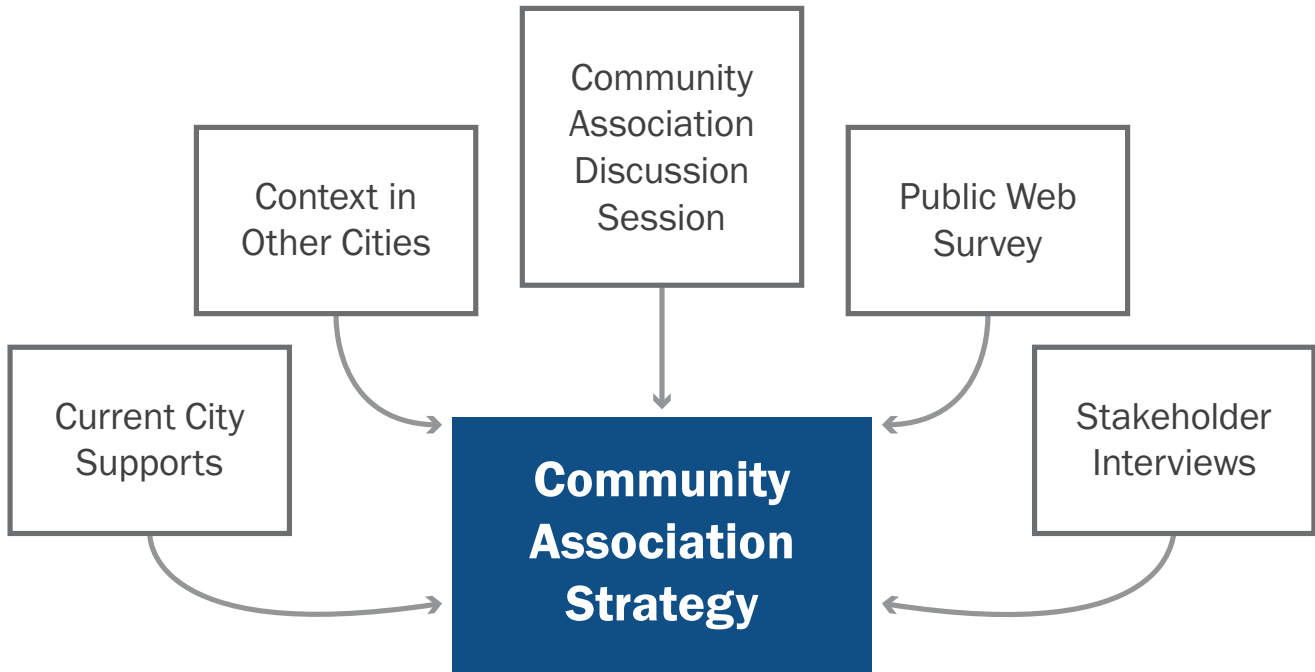 Community
Association
Discussion
Session
Context in
Other Cities
Public Web
Survey
Current City
Supports
Stakeholder
Interviews
Community
Association
Strategy